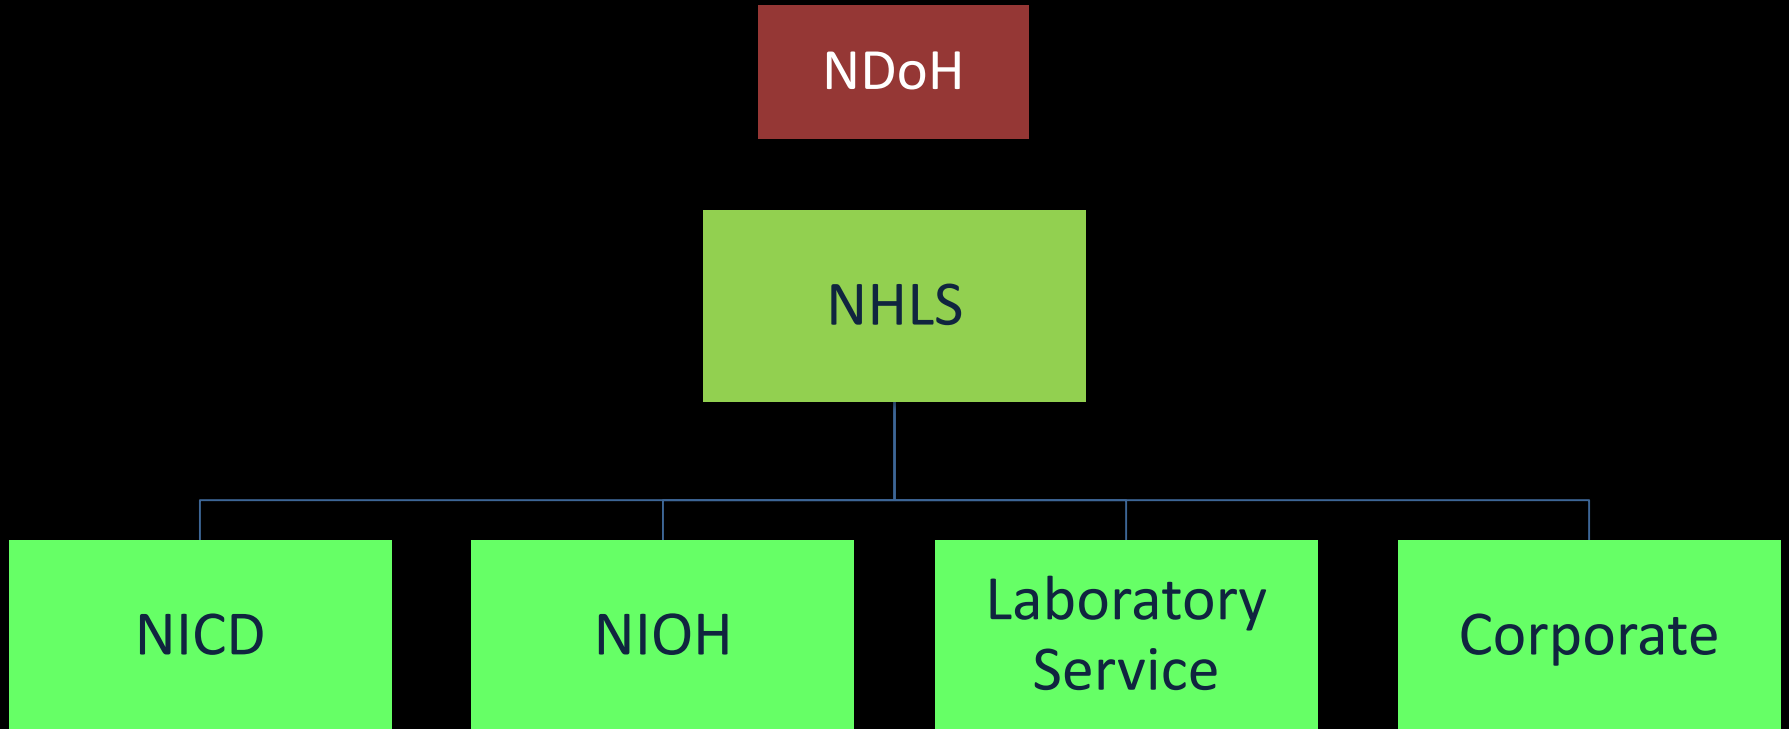 NDoH
NHLS
NICD
NIOH
Laboratory
Service
Corporate